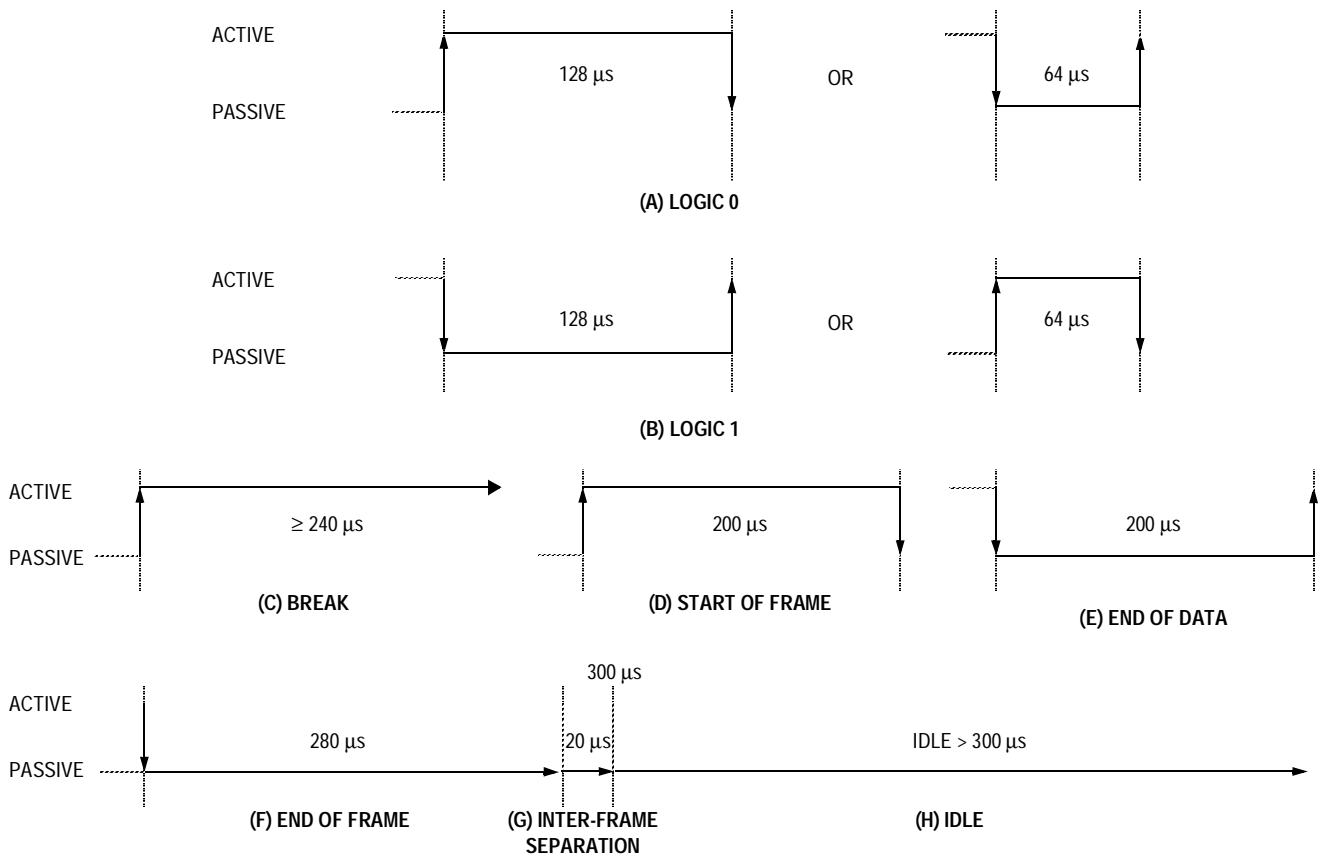 ACTIVE
128 µs
OR
64 µs
PASSIVE
(A) LOGIC 0
ACTIVE
128 µs
OR
64 µs
PASSIVE
(B) LOGIC 1
ACTIVE
≥ 240 µs
200 µs
200 µs
PASSIVE
(C) BREAK
(D) START OF FRAME
(E) END OF DATA
300 µs
ACTIVE
280 µs
20 µs
IDLE > 300 µs
PASSIVE
(F) END OF FRAME
(G) INTER-FRAME
SEPARATION
(H) IDLE